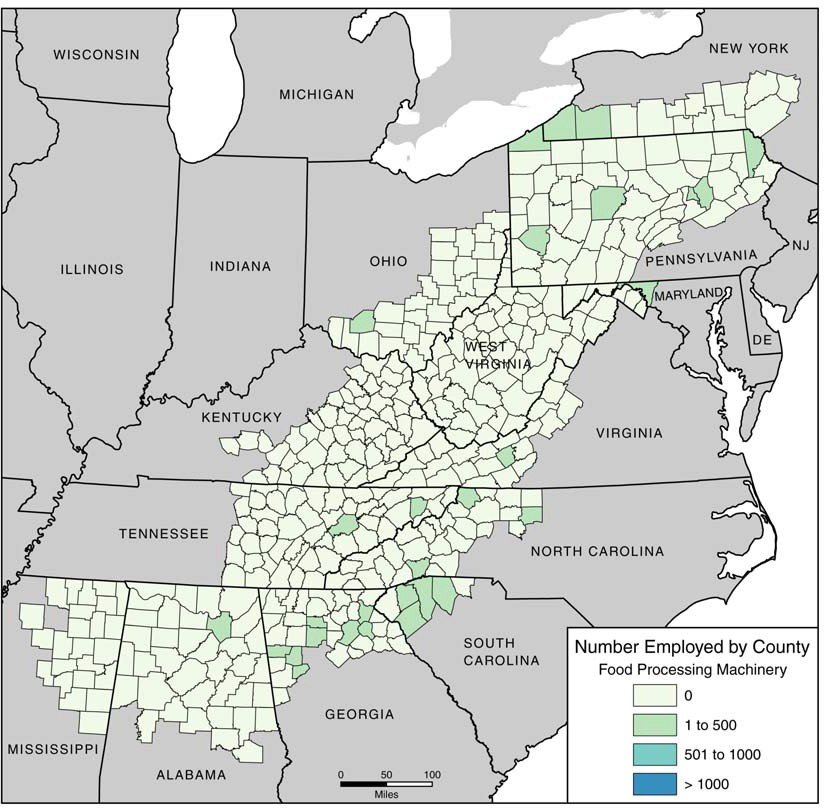 WISCONSIN
NEW YORK
MICHIGAN
ILLINOIS
INDIANA
OHIO
PENNSYLVANIA
NJ
MARYLAND
DE
WEST
VIRGINIA
KENTUCKY
VIRGINIA
TENNESSEE
NORTH CAROLINA
SOUTH
CAROLINA
GEORGIA
MISSISSIPPI
ALABAMA
0 50 100
Miles
Number Employed by County
Food Processing Machinery
0
1 to 500
501 to 1000
> 1000